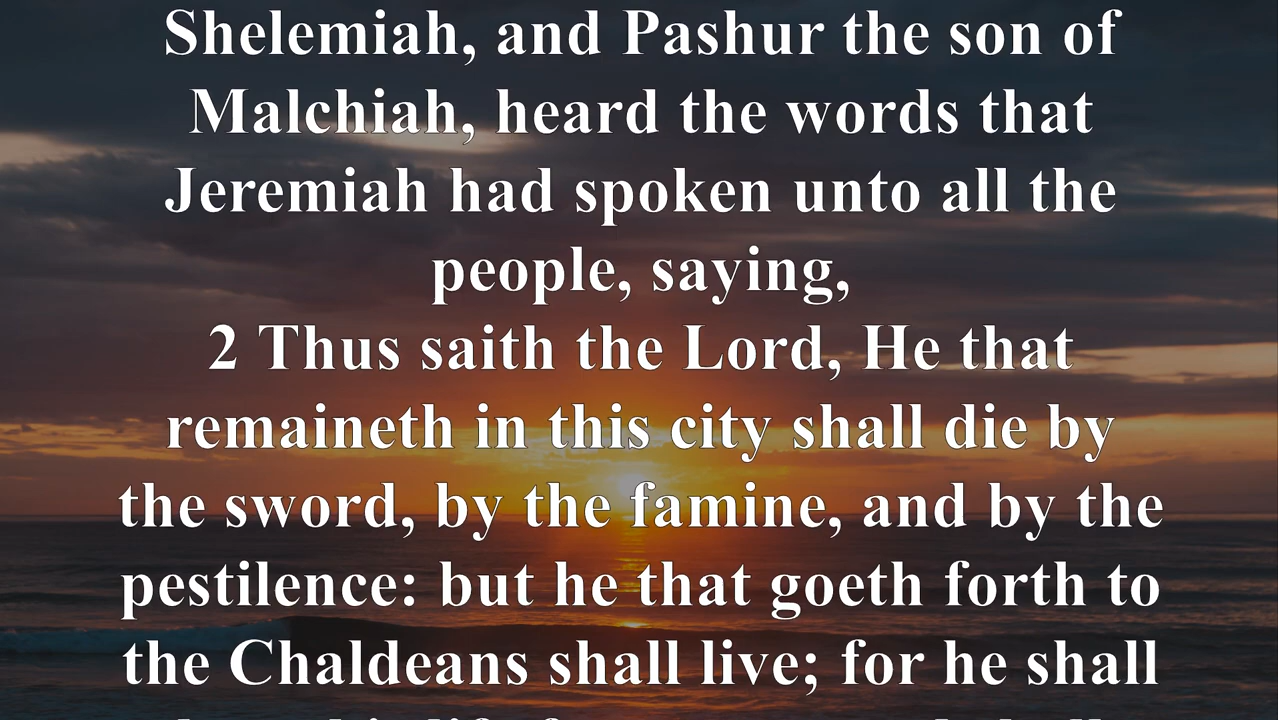 Shelemiah, and Pashur the son of
Malchiah, heard the words that
Jeremiah had spoken unto all the
people, saying,
2 Thus saith the Lord, He that
remaineth in this city shall die by
the sword, by the famine, and by the
pestilence: but he that goeth forth to
the Chaldeans shall live; for he shall